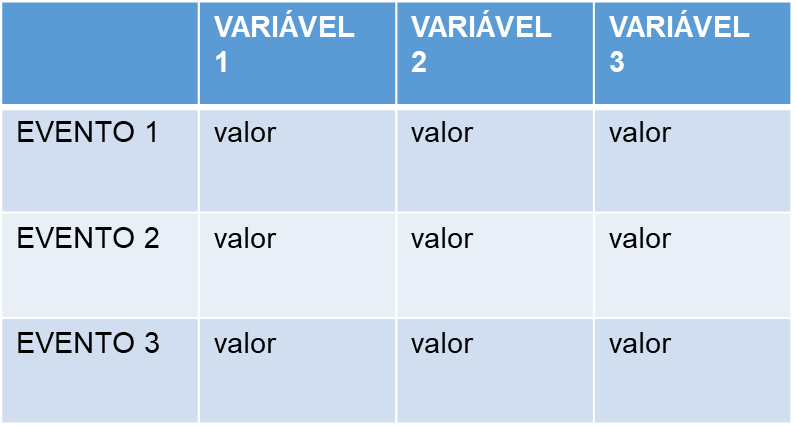 VARIÁVEL 1 VARIÁVEL 2 VARIÁVEL 3
EVENTO 1 valor valor valor
EVENTO 2 valor valor valor
EVENTO 3 valor valor valor